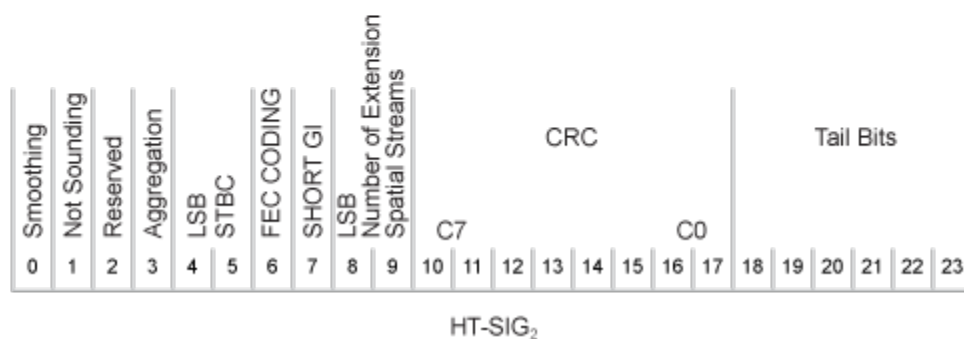 Smoothing
Not Sounding
Reserved
Aggregation
LSB
STBC
FEC CODING
SHORT GI
LSB
Number of Extension
Spatial Streams
CRC
C7 C0
Tail Bits
0 1 2 3 4 5 6 7 8 9 10 11 12 13 14 15 16 17 18 19 20 21 22 23
HT-SIG₂